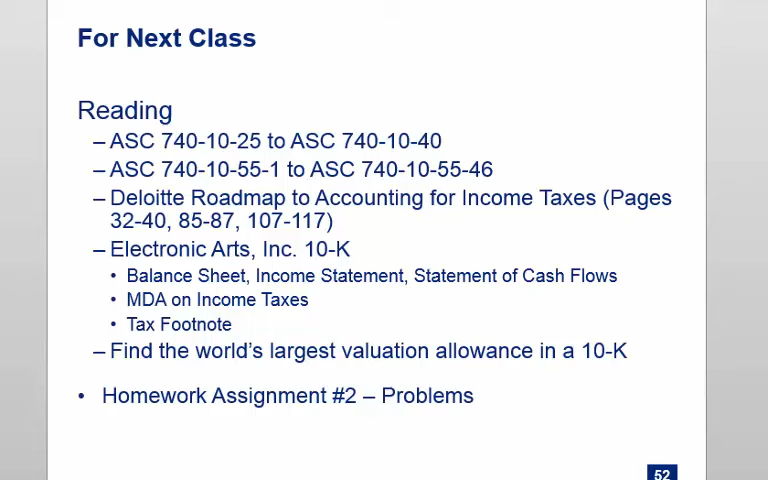 For Next Class
Reading
– ASC 740-10-25 to ASC 740-10-40
– ASC 740-10-55-1 to ASC 740-10-55-46
– Deloitte Roadmap to Accounting for Income Taxes (Pages
32-40, 85-87, 107-117)
– Electronic Arts, Inc. 10-K
• Balance Sheet, Income Statement, Statement of Cash Flows
• MDA on Income Taxes
• Tax Footnote
– Find the world’s largest valuation allowance in a 10-K
• Homework Assignment #2 – Problems
52